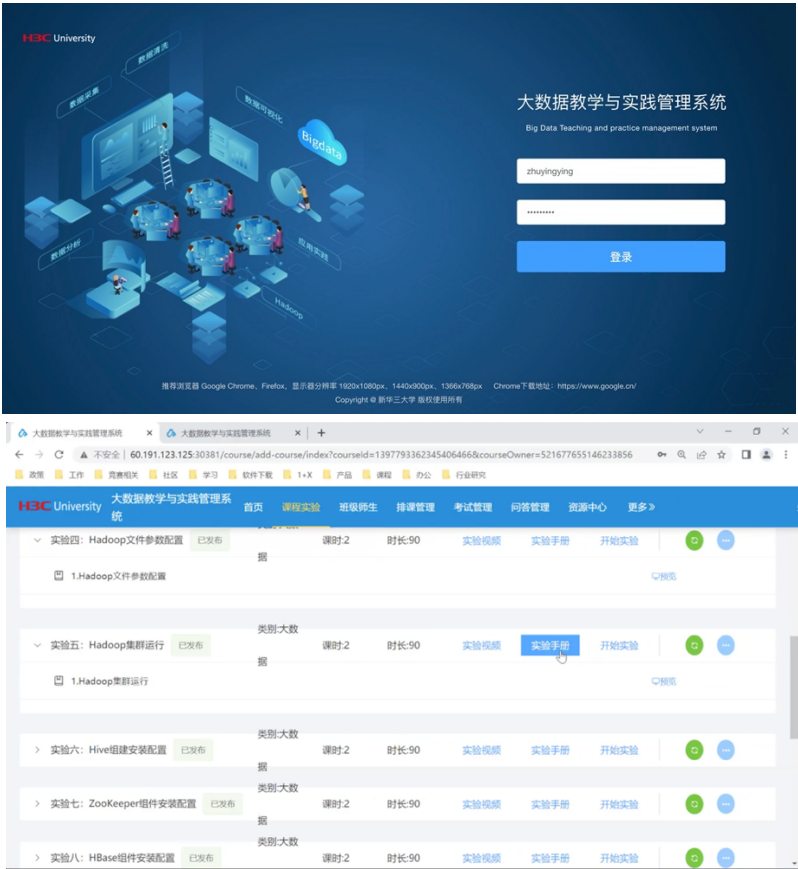 H3C University
数据清洗
数据采集
数据可视化
Bigdata
大数据教学与实践管理系统
Big Data Teaching and practice management system
zhuyingying
•••••••••
登录
数据分析
应用实践
Hadoop
推荐浏览器 Google Chrome、Firefox，显示器分辨率 1920x1080px、1440x900px、1366x768px Chrome下载地址：https://www.google.cn/
Copyright @ 新华三大学 版权使用所有
大数据教学与实践管理系统 × 大数据教学与实践管理系统 × +
不安全 | 60.191.123.125:30381/course/add-course/index?courseId=1397793362345406466&courseOwner=521677655146233856
政策 工作 竞赛相关 社区 学习 软件下载 1+X 产品 课程 办公 行业研究
H3C University 大数据教学与实践管理系统 首页 课程实验 班级师生 排课管理 考试管理 问答管理 资源中心 更多
实验四：Hadoop文件参数配置 已发布 据 课时:2 时长:90 实验视频 实验手册 开始实验
1.Hadoop文件参数配置 预览
实验五：Hadoop集群运行 已发布 类别:大数据 课时:2 时长:90 实验视频 实验手册 开始实验
1.Hadoop集群运行 预览
实验六：Hive组建安装配置 已发布 类别:大数据 课时:2 时长:90 实验视频 实验手册 开始实验
实验七：ZooKeeper组件安装配置 已发布 类别:大数据 课时:2 时长:90 实验视频 实验手册 开始实验
实验八：HBase组件安装配置 已发布 类别:大数 课时:2 时长:90 实验视频 实验手册 开始实验